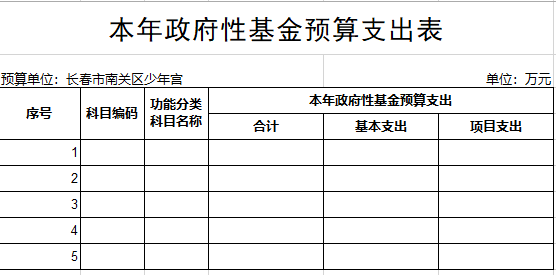 本年政府性基金预算支出表
预算单位：长春市南关区少年宫 单位：万元
序号 科目编码 功能分类科目名称 本年政府性基金预算支出
合计 基本支出 项目支出
1
2
3
4
5